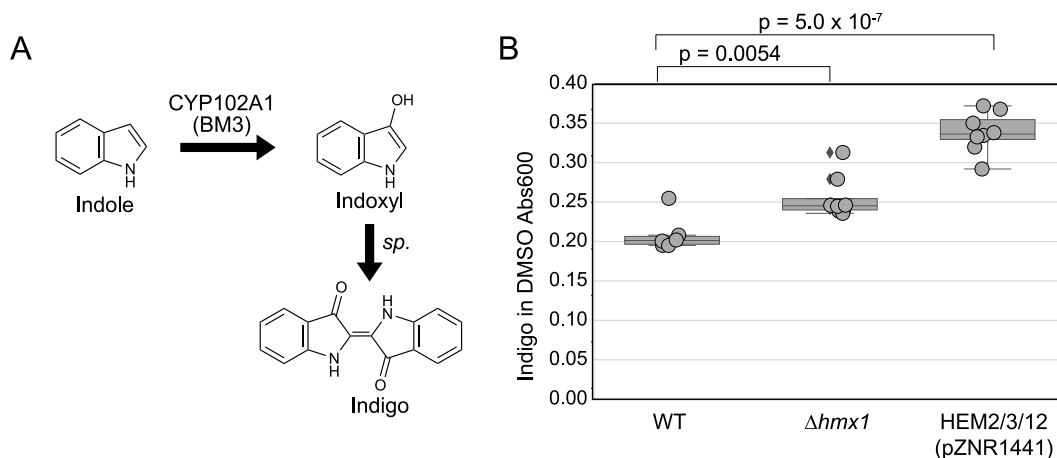 A
CYP102A1
(BM3)
OH
N
H
Indole
N
H
Indoxyl
sp.
O
H
N
N
H
O
Indigo
B
p = 5.0 x 10⁻⁷
p = 0.0054
Indigo in DMSO Abs600
0.40
0.35
0.30
0.25
0.20
0.15
0.10
0.05
0.00
WT
Δhmx1
HEM2/3/12
(pZNR1441)